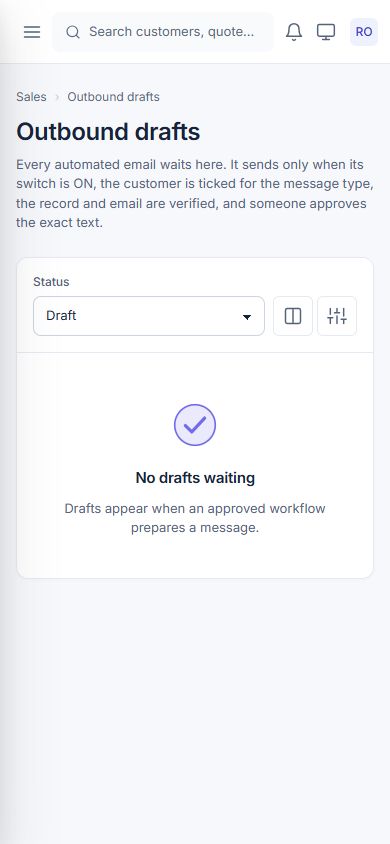 Search customers, quote...
RO
Sales › Outbound drafts
Outbound drafts
Every automated email waits here. It sends only when its
switch is ON, the customer is ticked for the message type,
the record and email are verified, and someone approves
the exact text.
Status
Draft
No drafts waiting
Drafts appear when an approved workflow
prepares a message.